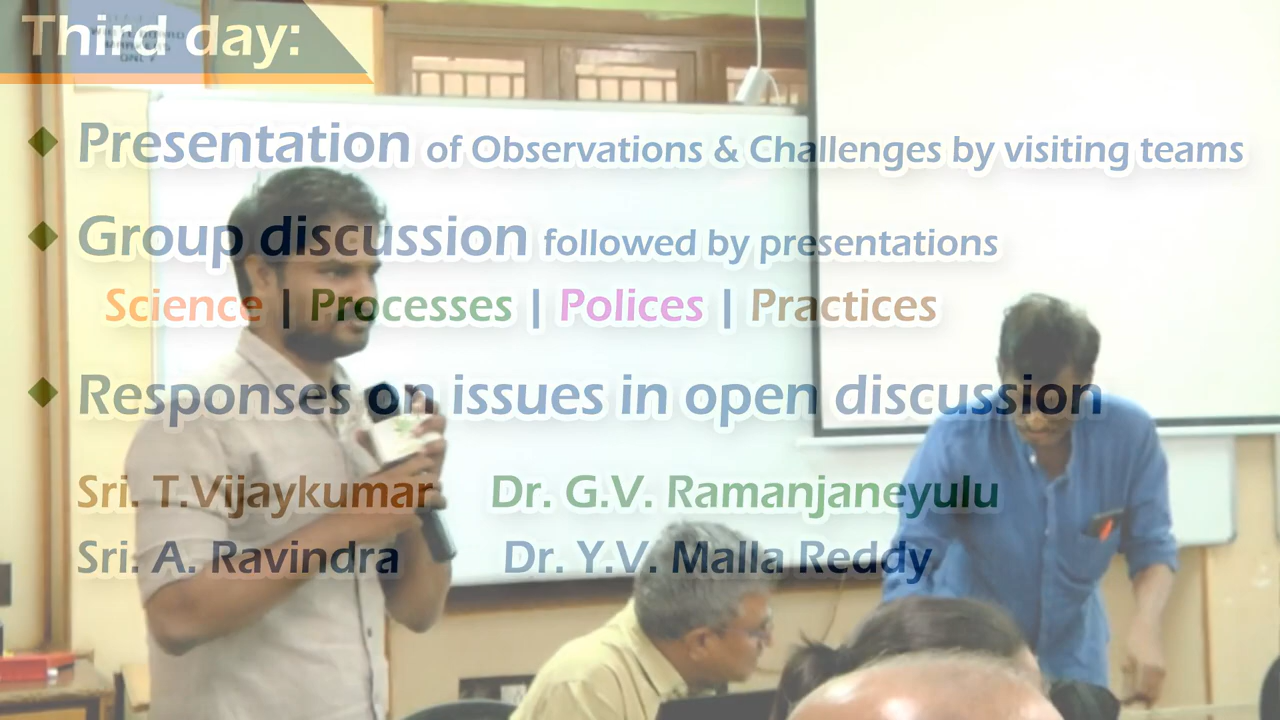 Third day:
Presentation of Observations & Challenges by visiting teams
Group discussion followed by presentations
Science | Processes | Polices | Practices
Responses on issues in open discussion
Sri. T.Vijaykumar Dr. G.V. Ramanjaneyulu
Sri. A. Ravindra Dr. Y.V. Malla Reddy